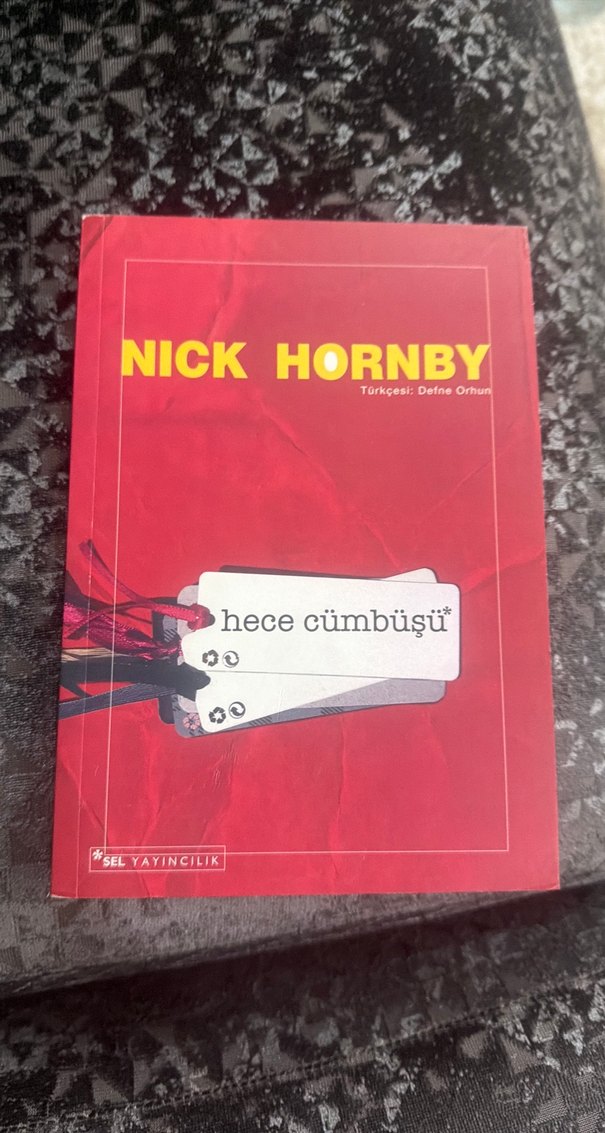 NICK HORNBY
Türkçesi: Defne Orhun
hece cümbüşü*
*SEL YAYINCILIK